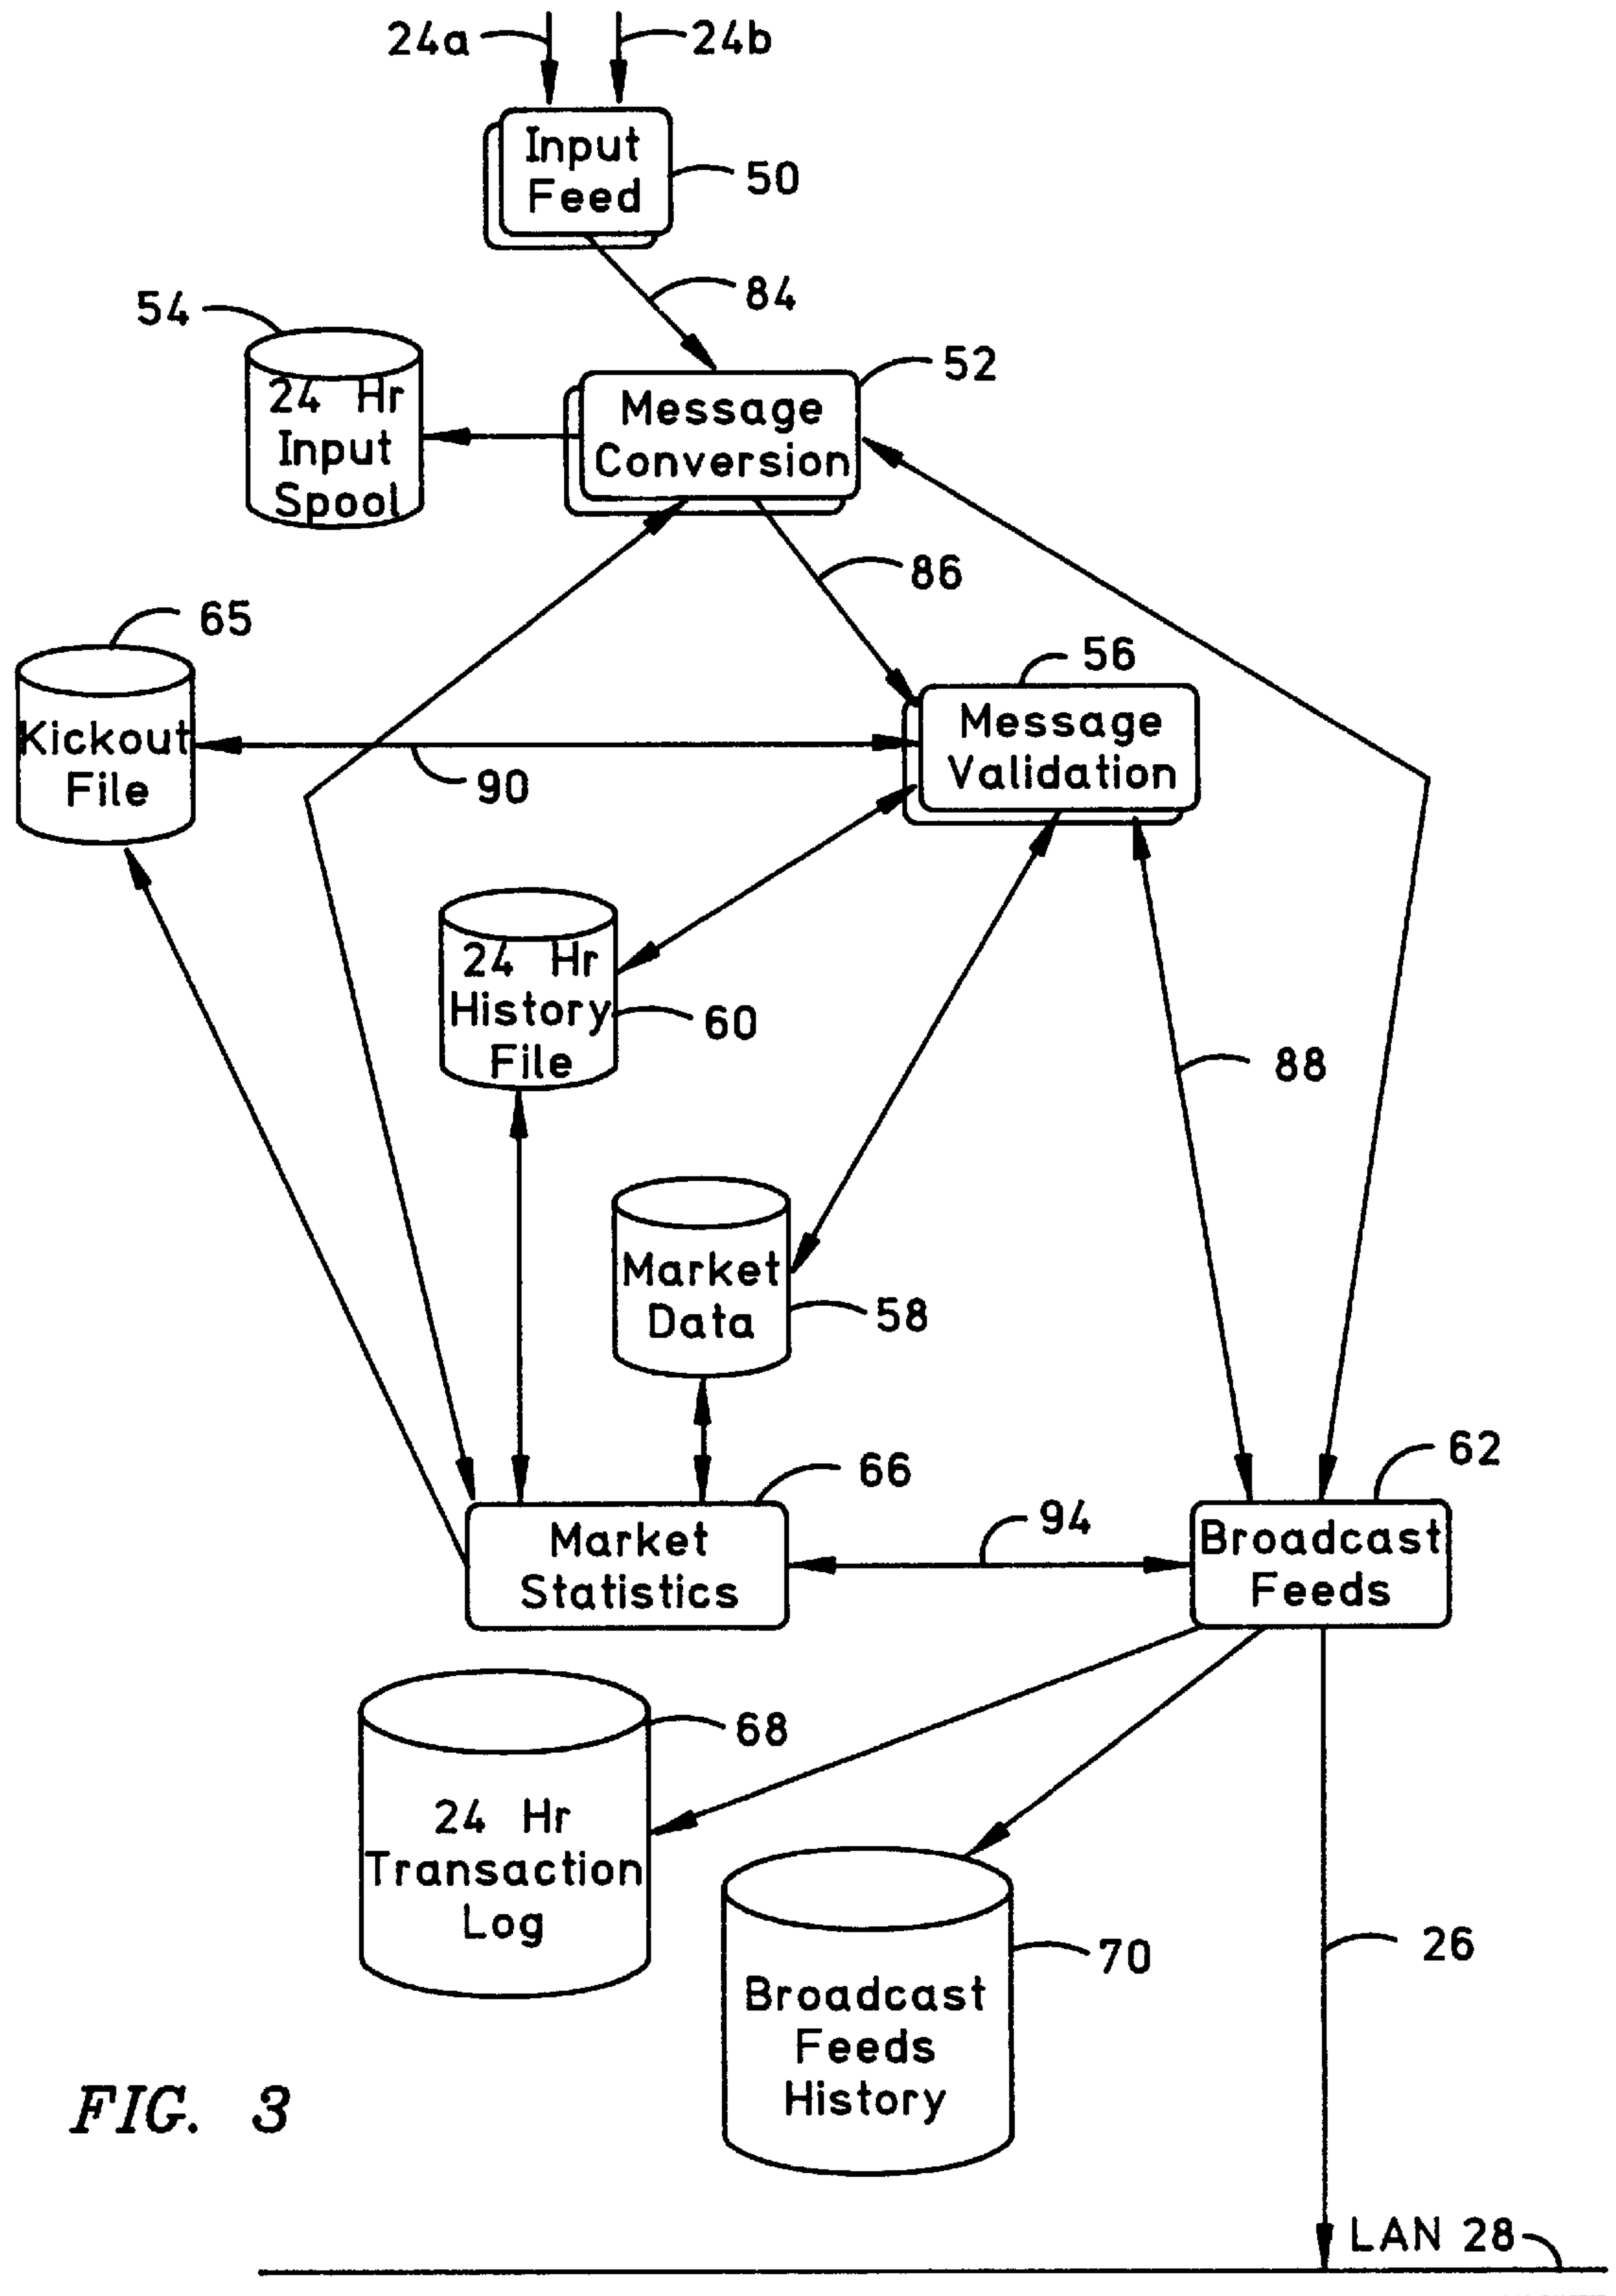 24a
24b
Input
Feed
50
84
54
24 Hr
Input
Spool
52
Message
Conversion
86
65
Kickout
File
90
56
Message
Validation
24 Hr
History
File
60
88
Market
Data
58
66
Market
Statistics
94
62
Broadcast
Feeds
68
24 Hr
Transaction
Log
70
Broadcast
Feeds
History
26
FIG. 3
LAN 28